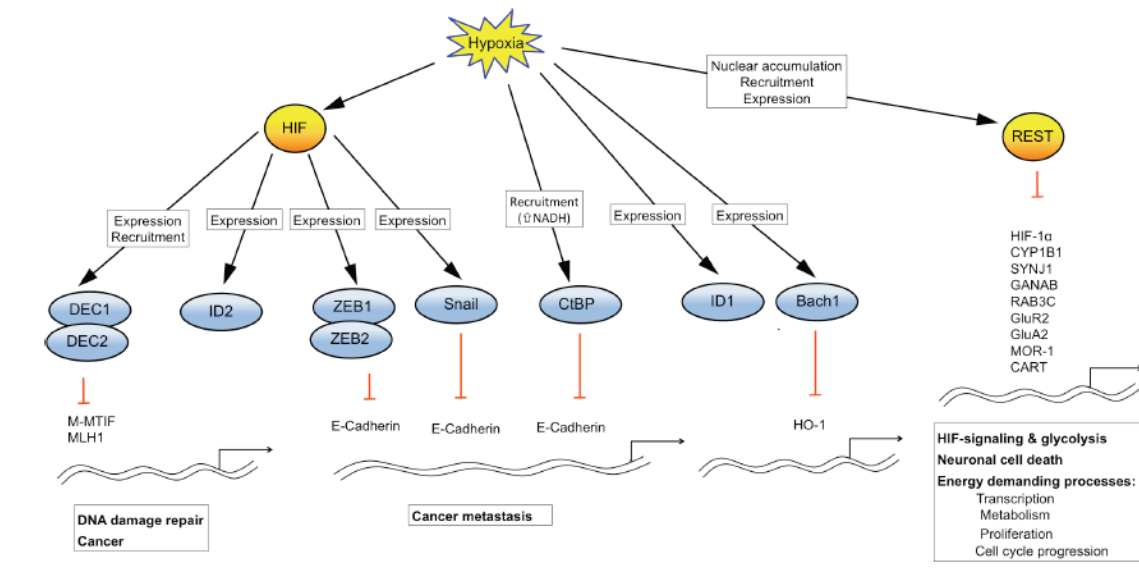 Hypoxia
Nuclear accumulation
Recruitment
Expression
HIF
REST
Expression
Recruitment
Expression
Expression
Expression
Recruitment
(⇧NADH)
Expression
Expression
HIF-1α
CYP1B1
SYNJ1
GANAB
RAB3C
GluR2
GluA2
MOR-1
CART
DEC1
DEC2
ID2
ZEB1
ZEB2
Snail
CtBP
ID1
Bach1
M-MTIF
MLH1
E-Cadherin
E-Cadherin
E-Cadherin
HO-1
DNA damage repair
Cancer
Cancer metastasis
HIF-signaling & glycolysis
Neuronal cell death
Energy demanding processes:
Transcription
Metabolism
Proliferation
Cell cycle progression